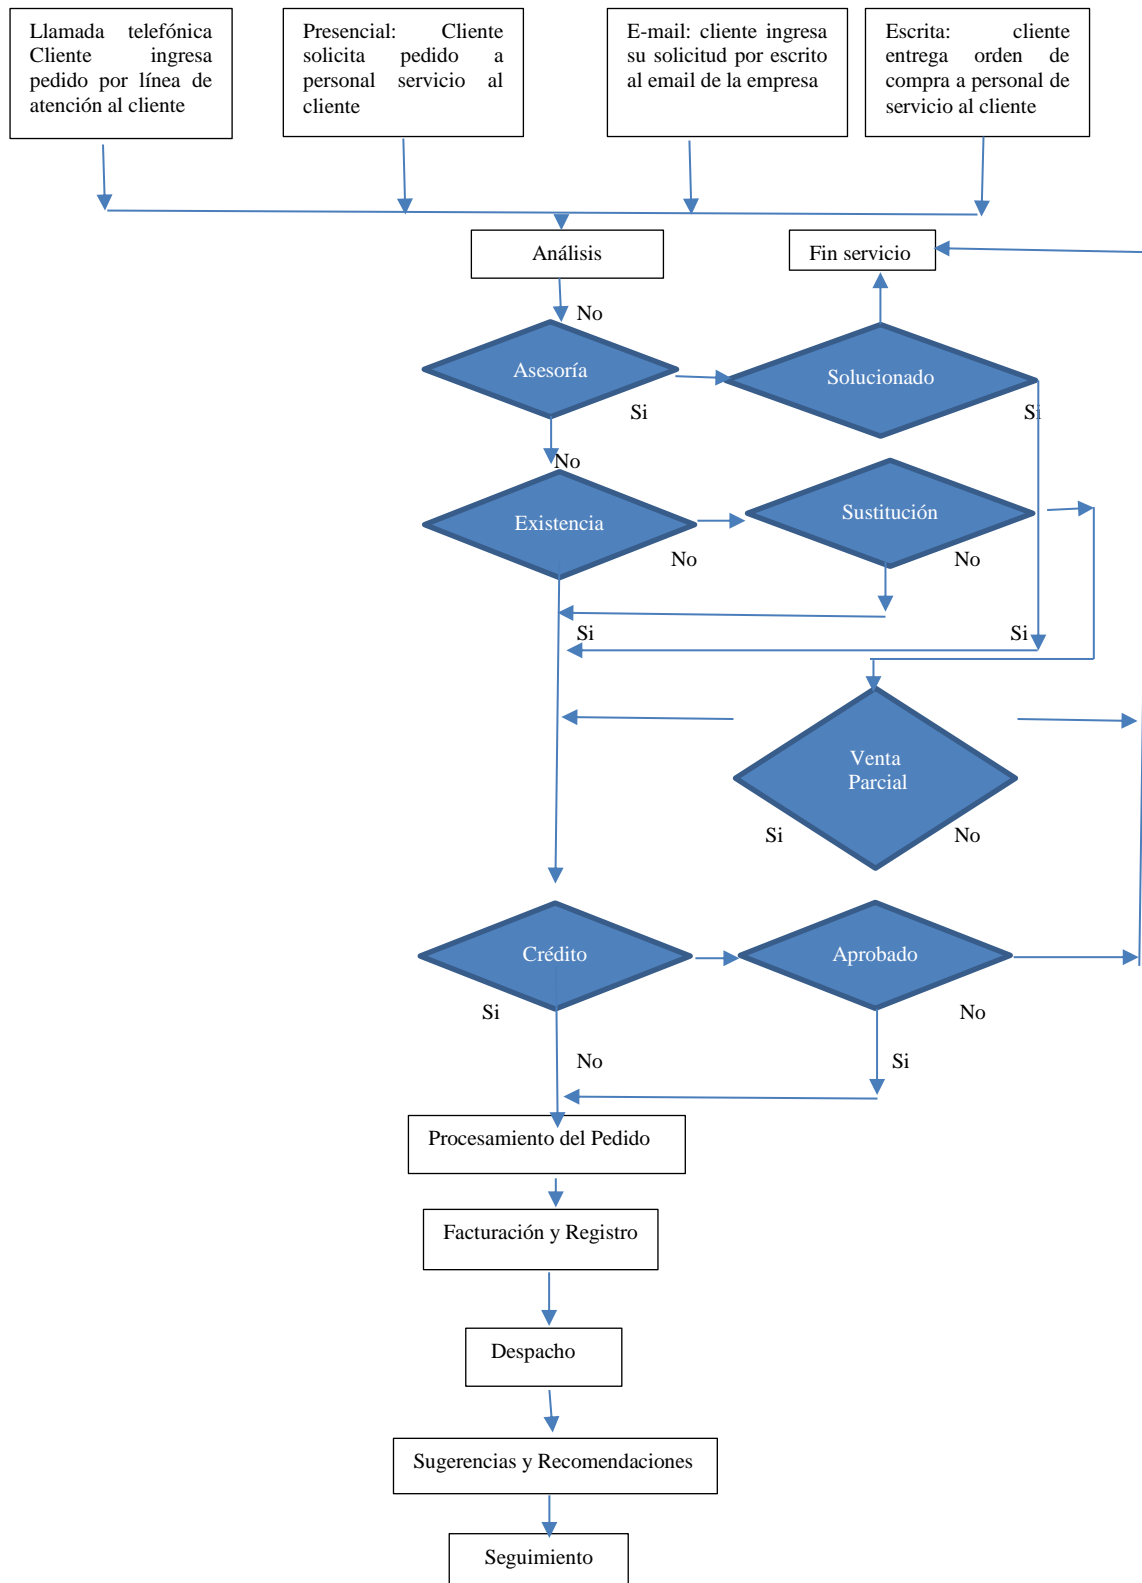 Llamada telefónica
Cliente ingresa
pedido por línea de
atención al cliente
Presencial: Cliente
solicita pedido a
personal servicio al
cliente
E-mail: cliente ingresa
su solicitud por escrito
al email de la empresa
Escrita: cliente
entrega orden de
compra a personal de
servicio al cliente
Análisis
Fin servicio
No
Asesoría
Solucionado
Si
Si
No
Existencia
Sustitución
No
No
Si
Si
Venta
Parcial
Si
No
Crédito
Aprobado
Si
No
No
Si
Procesamiento del Pedido
Facturación y Registro
Despacho
Sugerencias y Recomendaciones
Seguimiento